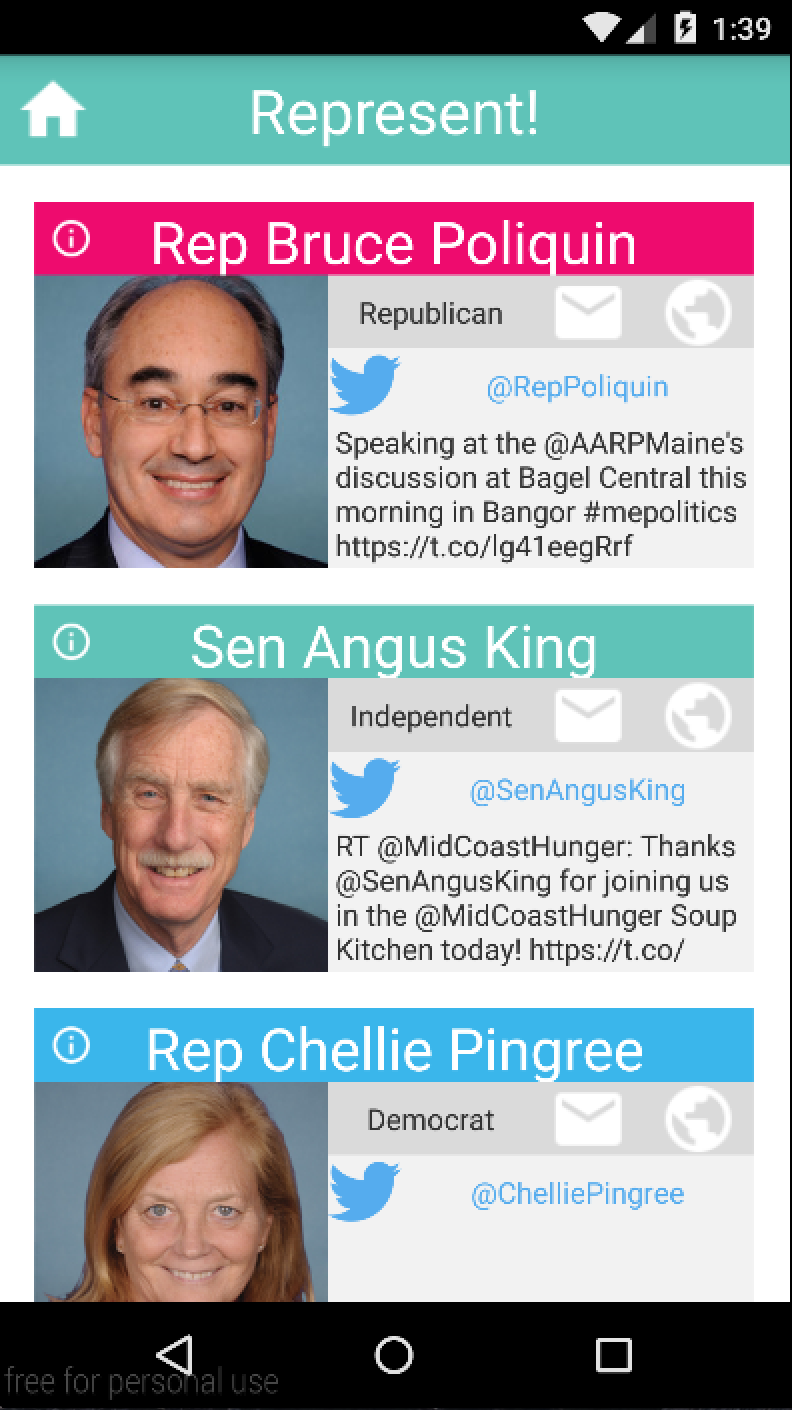 1:39
Represent!
Rep Bruce Poliquin
Republican
@RepPoliquin
Speaking at the @AARPMaine's
discussion at Bagel Central this
morning in Bangor #mepolitics
https://t.co/lg41eegRrf
Sen Angus King
Independent
@SenAngusKing
RT @MidCoastHunger: Thanks
@SenAngusKing for joining us
in the @MidCoastHunger Soup
Kitchen today! https://t.co/
Rep Chellie Pingree
Democrat
@ChelliePingree
free for personal use